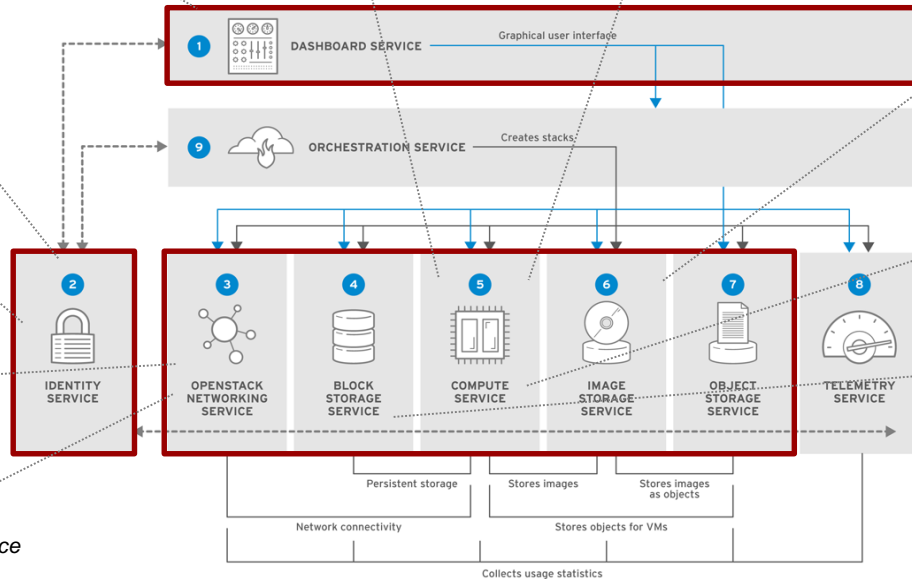 1
DASHBOARD SERVICE
Graphical user interface
9
ORCHESTRATION SERVICE
Creates stacks
2
IDENTITY
SERVICE
3
OPENSTACK
NETWORKING
SERVICE
4
BLOCK
STORAGE
SERVICE
5
COMPUTE
SERVICE
6
IMAGE
STORAGE
SERVICE
7
OBJECT
STORAGE
SERVICE
8
TELEMETRY
SERVICE
Persistent storage
Stores images
Stores images
as objects
Network connectivity
Stores objects for VMs
ce
Collects usage statistics